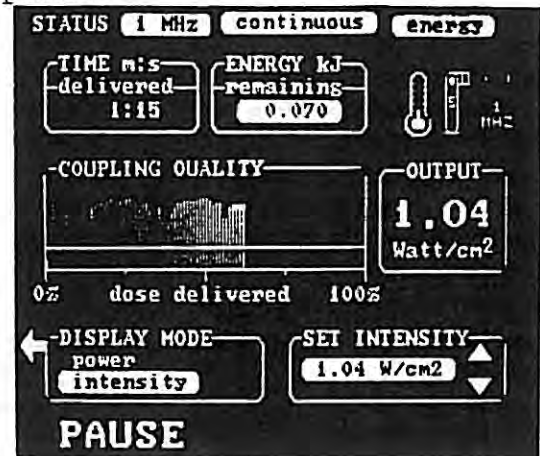 STATUS 1 MHz continuous energy
TIME m:s ENERGY kJ
delivered remaining
1:15 0.070
5 1
MHZ
COUPLING QUALITY OUTPUT
1.04
Watt/cm2
0% dose delivered 100%
DISPLAY MODE SET INTENSITY
power 1.04 W/cm2
intensity
PAUSE